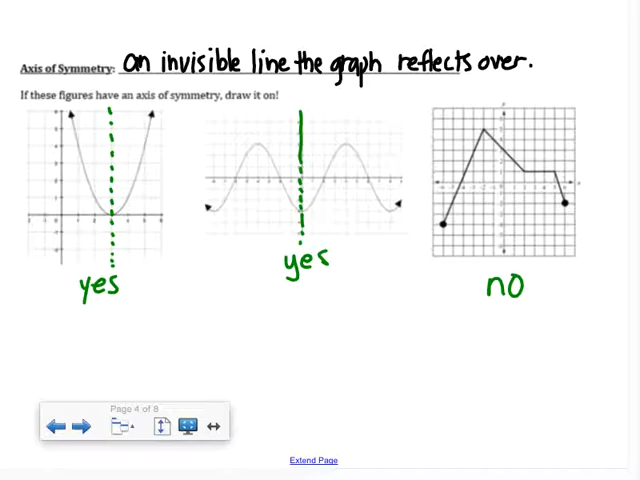 Axis of Symmetry: an invisible line the graph reflects over.
If these figures have an axis of symmetry, draw it on!
yes
yes
no
Page 4 of 8
Extend Page